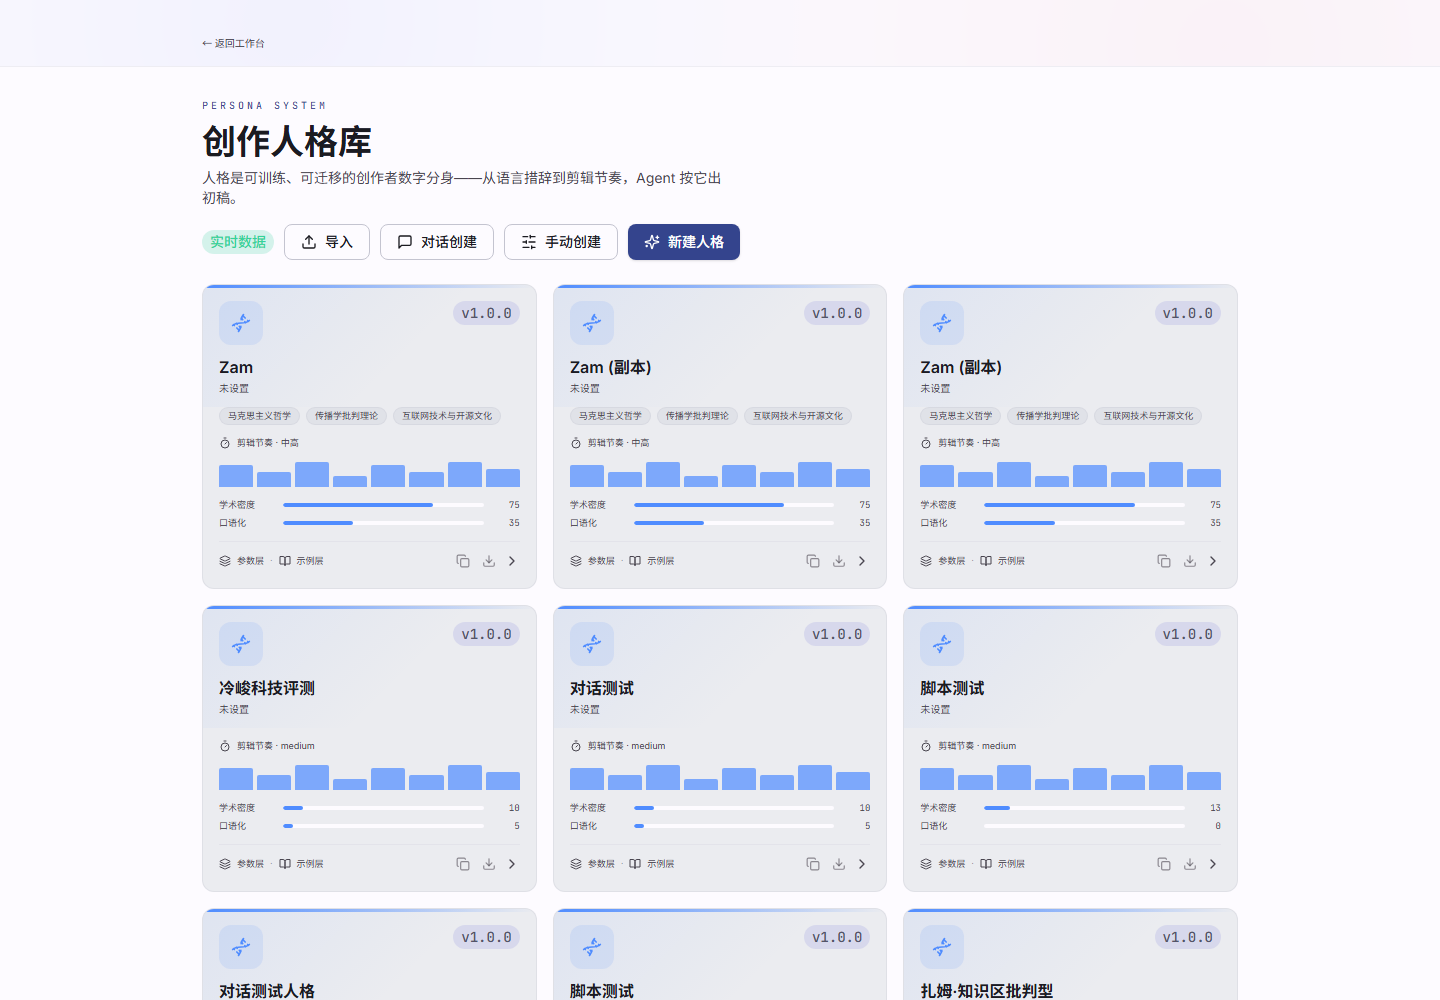 ← 返回工作台
PERSONA SYSTEM
创作人格库
人格是可训练、可迁移的创作者数字分身——从语言措辞到剪辑节奏，Agent 按它出
初稿。
实时数据 导入 对话创建 手动创建 新建人格
v1.0.0 v1.0.0 v1.0.0
Zam Zam (副本) Zam (副本)
未设置 未设置 未设置
马克思主义哲学 传播学批判理论 互联网技术与开源文化 马克思主义哲学 传播学批判理论 互联网技术与开源文化 马克思主义哲学 传播学批判理论 互联网技术与开源文化
剪辑节奏 · 中高 剪辑节奏 · 中高 剪辑节奏 · 中高
学术密度 75 学术密度 75 学术密度 75
口语化 35 口语化 35 口语化 35
参数层 · 示例层 参数层 · 示例层 参数层 · 示例层
v1.0.0 v1.0.0 v1.0.0
冷峻科技评测 对话测试 脚本测试
未设置 未设置 未设置
剪辑节奏 · medium 剪辑节奏 · medium 剪辑节奏 · medium
学术密度 10 学术密度 10 学术密度 13
口语化 5 口语化 5 口语化 0
参数层 · 示例层 参数层 · 示例层 参数层 · 示例层
v1.0.0 v1.0.0 v1.0.0
对话测试人格 脚本测试 扎姆·知识区批判型